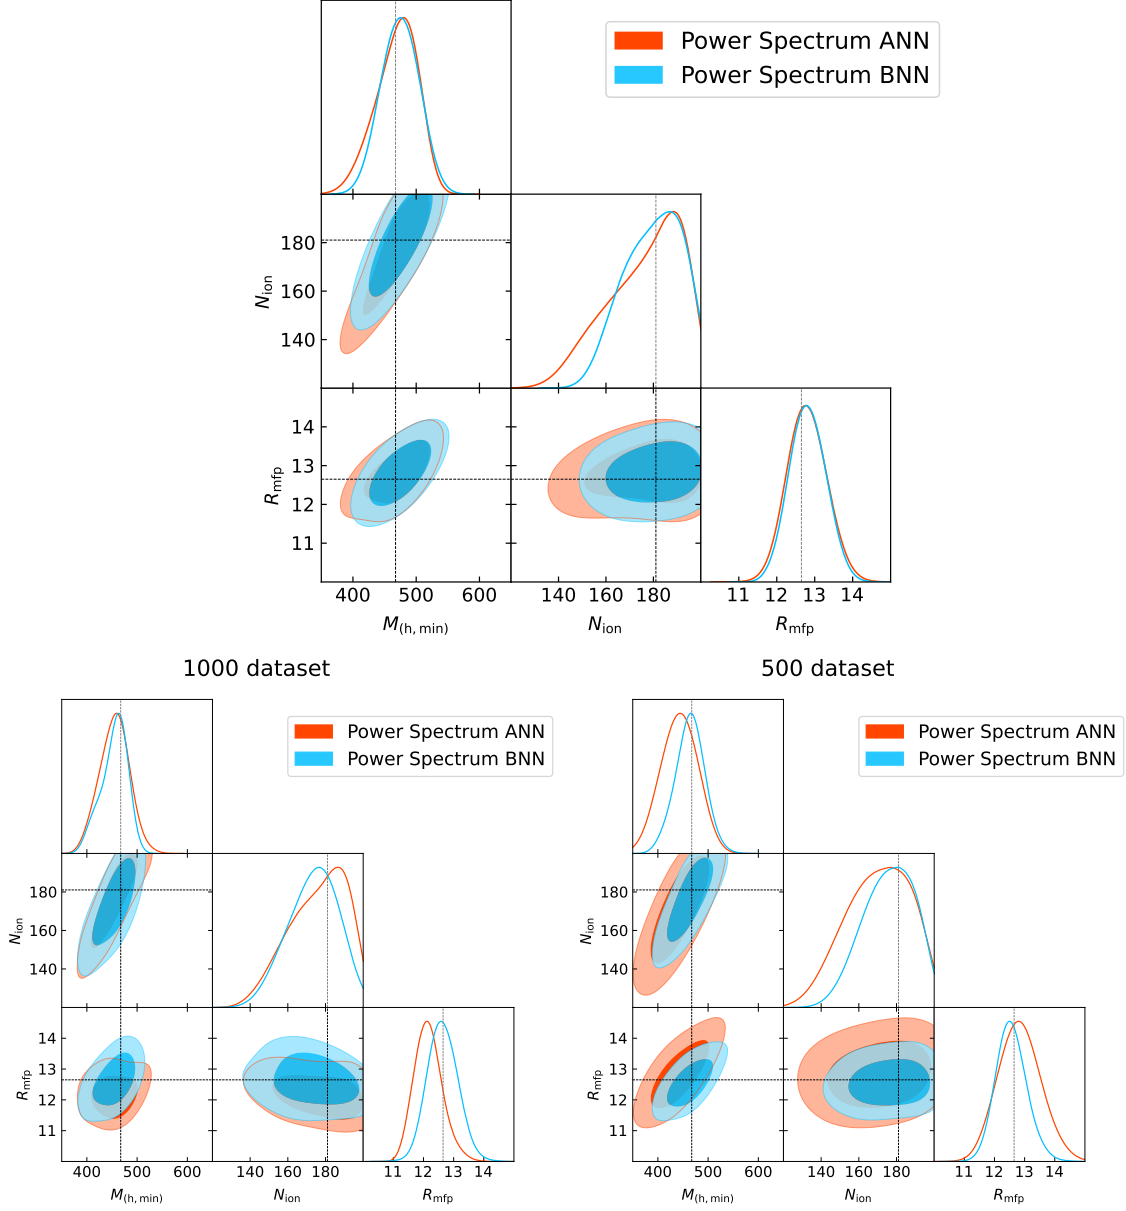 Power Spectrum ANN
Power Spectrum BNN
180
160
140
N_ion
14
13
12
11
R_mfp
400 500 600
140 160 180
11 12 13 14
M_(h, min)
N_ion
R_mfp
1000 dataset
Power Spectrum ANN
Power Spectrum BNN
180
160
140
N_ion
14
13
12
11
R_mfp
400 500 600
140 160 180
11 12 13 14
M_(h, min)
N_ion
R_mfp
500 dataset
Power Spectrum ANN
Power Spectrum BNN
180
160
140
N_ion
14
13
12
11
R_mfp
400 500 600
140 160 180
11 12 13 14
M_(h, min)
N_ion
R_mfp